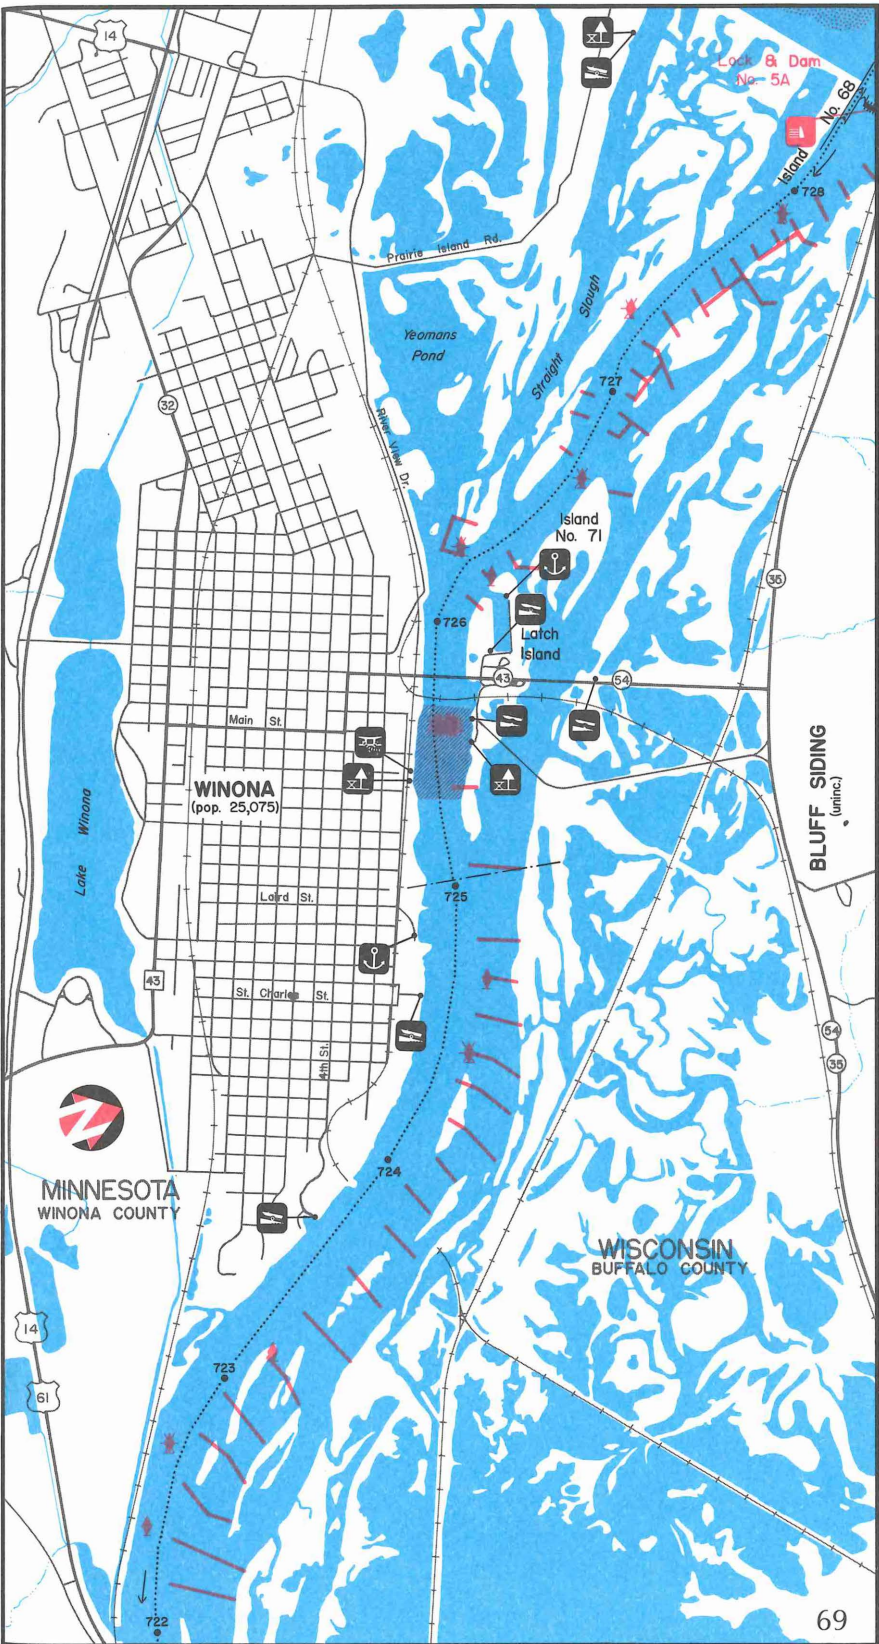 14
Lock & Dam
No. 5A
Island No. 68
728
Prairie Island Rd.
Slough
Straight
Yeomans
Pond
727
32
River View Dr.
Island
No. 71
35
726
Latch
Island
43
54
Main St.
WINONA
(pop. 25,075)
BLUFF SIDING
(uninc.)
Lake Winona
Laird St.
725
43
St. Charles St.
4th St.
54
35
N
724
MINNESOTA
WINONA COUNTY
WISCONSIN
BUFFALO COUNTY
14
61
723
722
69